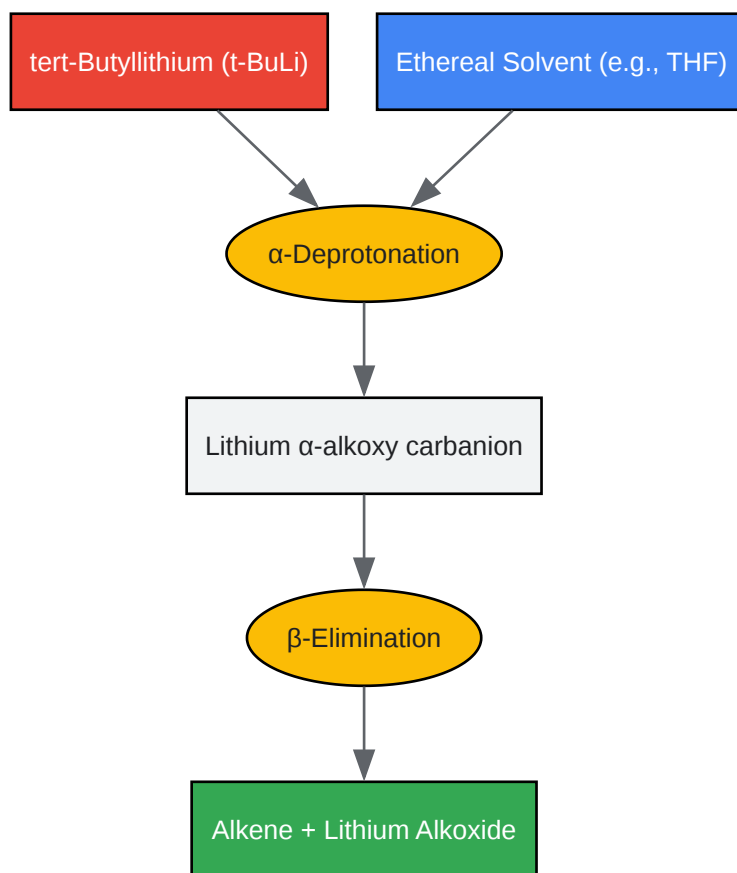 tert-Butyllithium (t-BuLi)
Ethereal Solvent (e.g., THF)
α-Deprotonation
Lithium α-alkoxy carbanion
β-Elimination
Alkene + Lithium Alkoxide